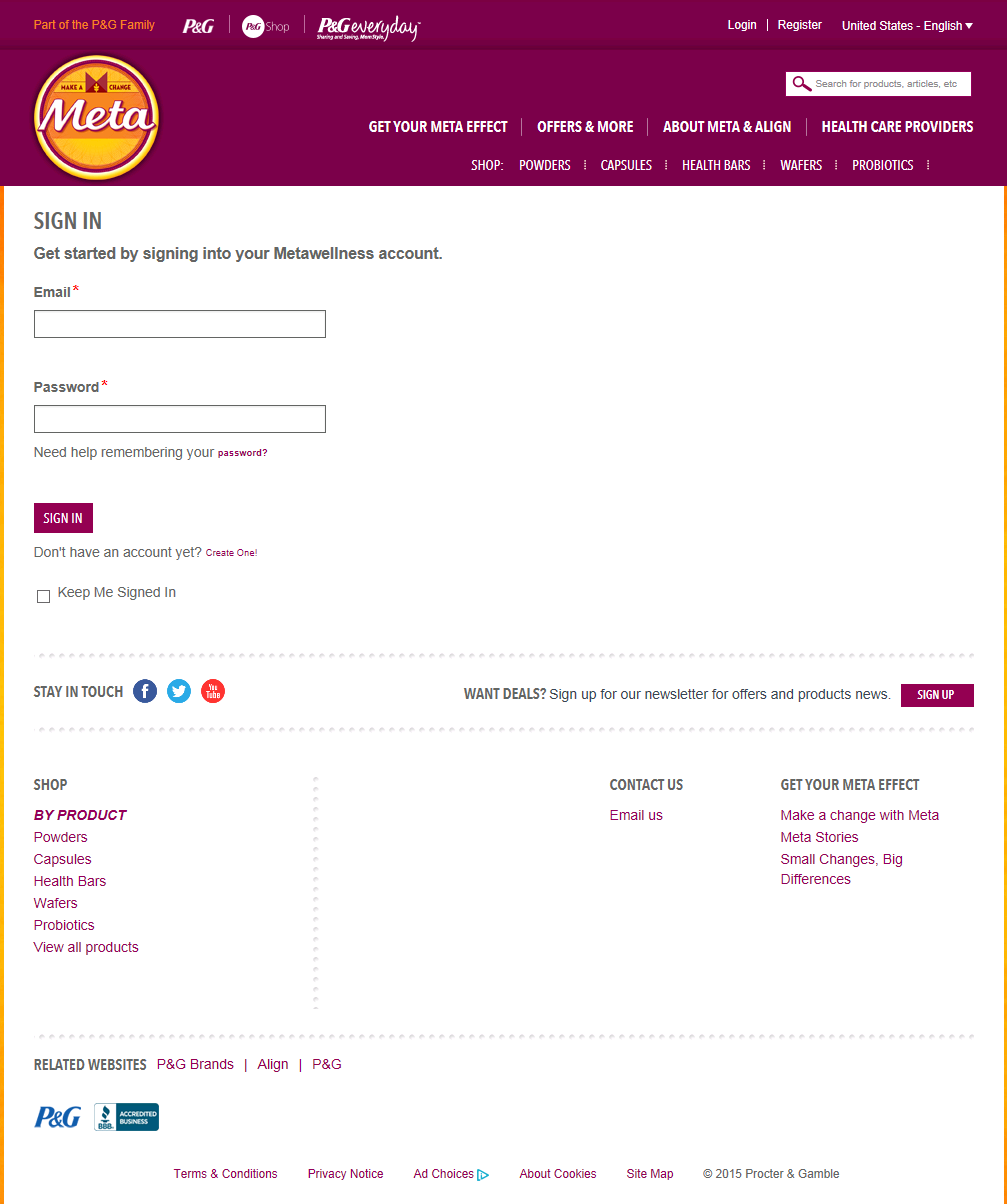 Part of the P&G Family
P&G
P&G Shop
P&G everyday
Sharing and Saving, Mom Style.
Login
Register
United States - English
MAKE A CHANGE
Meta
Search for products, articles, etc
GET YOUR META EFFECT
OFFERS & MORE
ABOUT META & ALIGN
HEALTH CARE PROVIDERS
SHOP:
POWDERS
CAPSULES
HEALTH BARS
WAFERS
PROBIOTICS
SIGN IN
Get started by signing into your Metawellness account.
Email*
Password*
Need help remembering your password?
SIGN IN
Don't have an account yet? Create One!
Keep Me Signed In
STAY IN TOUCH
f
You Tube
WANT DEALS? Sign up for our newsletter for offers and products news.
SIGN UP
SHOP
BY PRODUCT
Powders
Capsules
Health Bars
Wafers
Probiotics
View all products
CONTACT US
Email us
GET YOUR META EFFECT
Make a change with Meta
Meta Stories
Small Changes, Big
Differences
RELATED WEBSITES P&G Brands | Align | P&G
P&G
BBB.
ACCREDITED
BUSINESS
Terms & Conditions
Privacy Notice
Ad Choices
About Cookies
Site Map
© 2015 Procter & Gamble